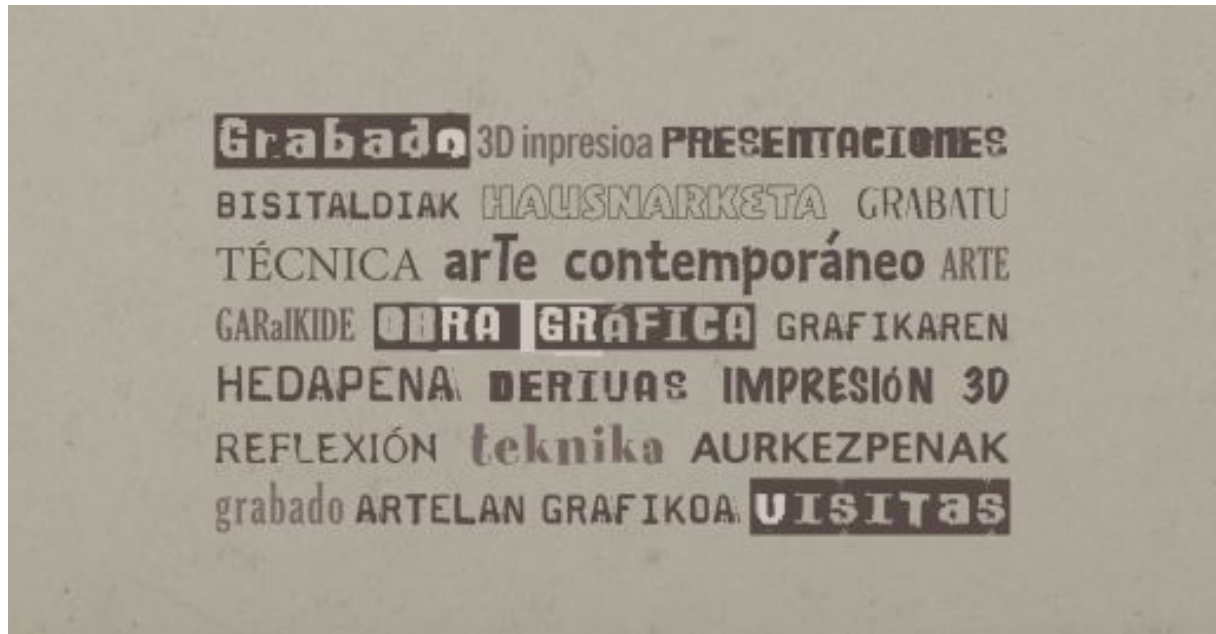 Grabado 3D inpresioa PRESENTACIONES
BISITALDIAK HAUSNARKETA GRABATU
TÉCNICA arTe contemporáneo ARTE
GARaIKIDE OBRA GRÁFICA GRAFIKAREN
HEDAPENA DERIVAS IMPRESIÓN 3D
REFLEXIÓN teknika AURKEZPENAK
grabado ARTELAN GRAFIKOA VISITas